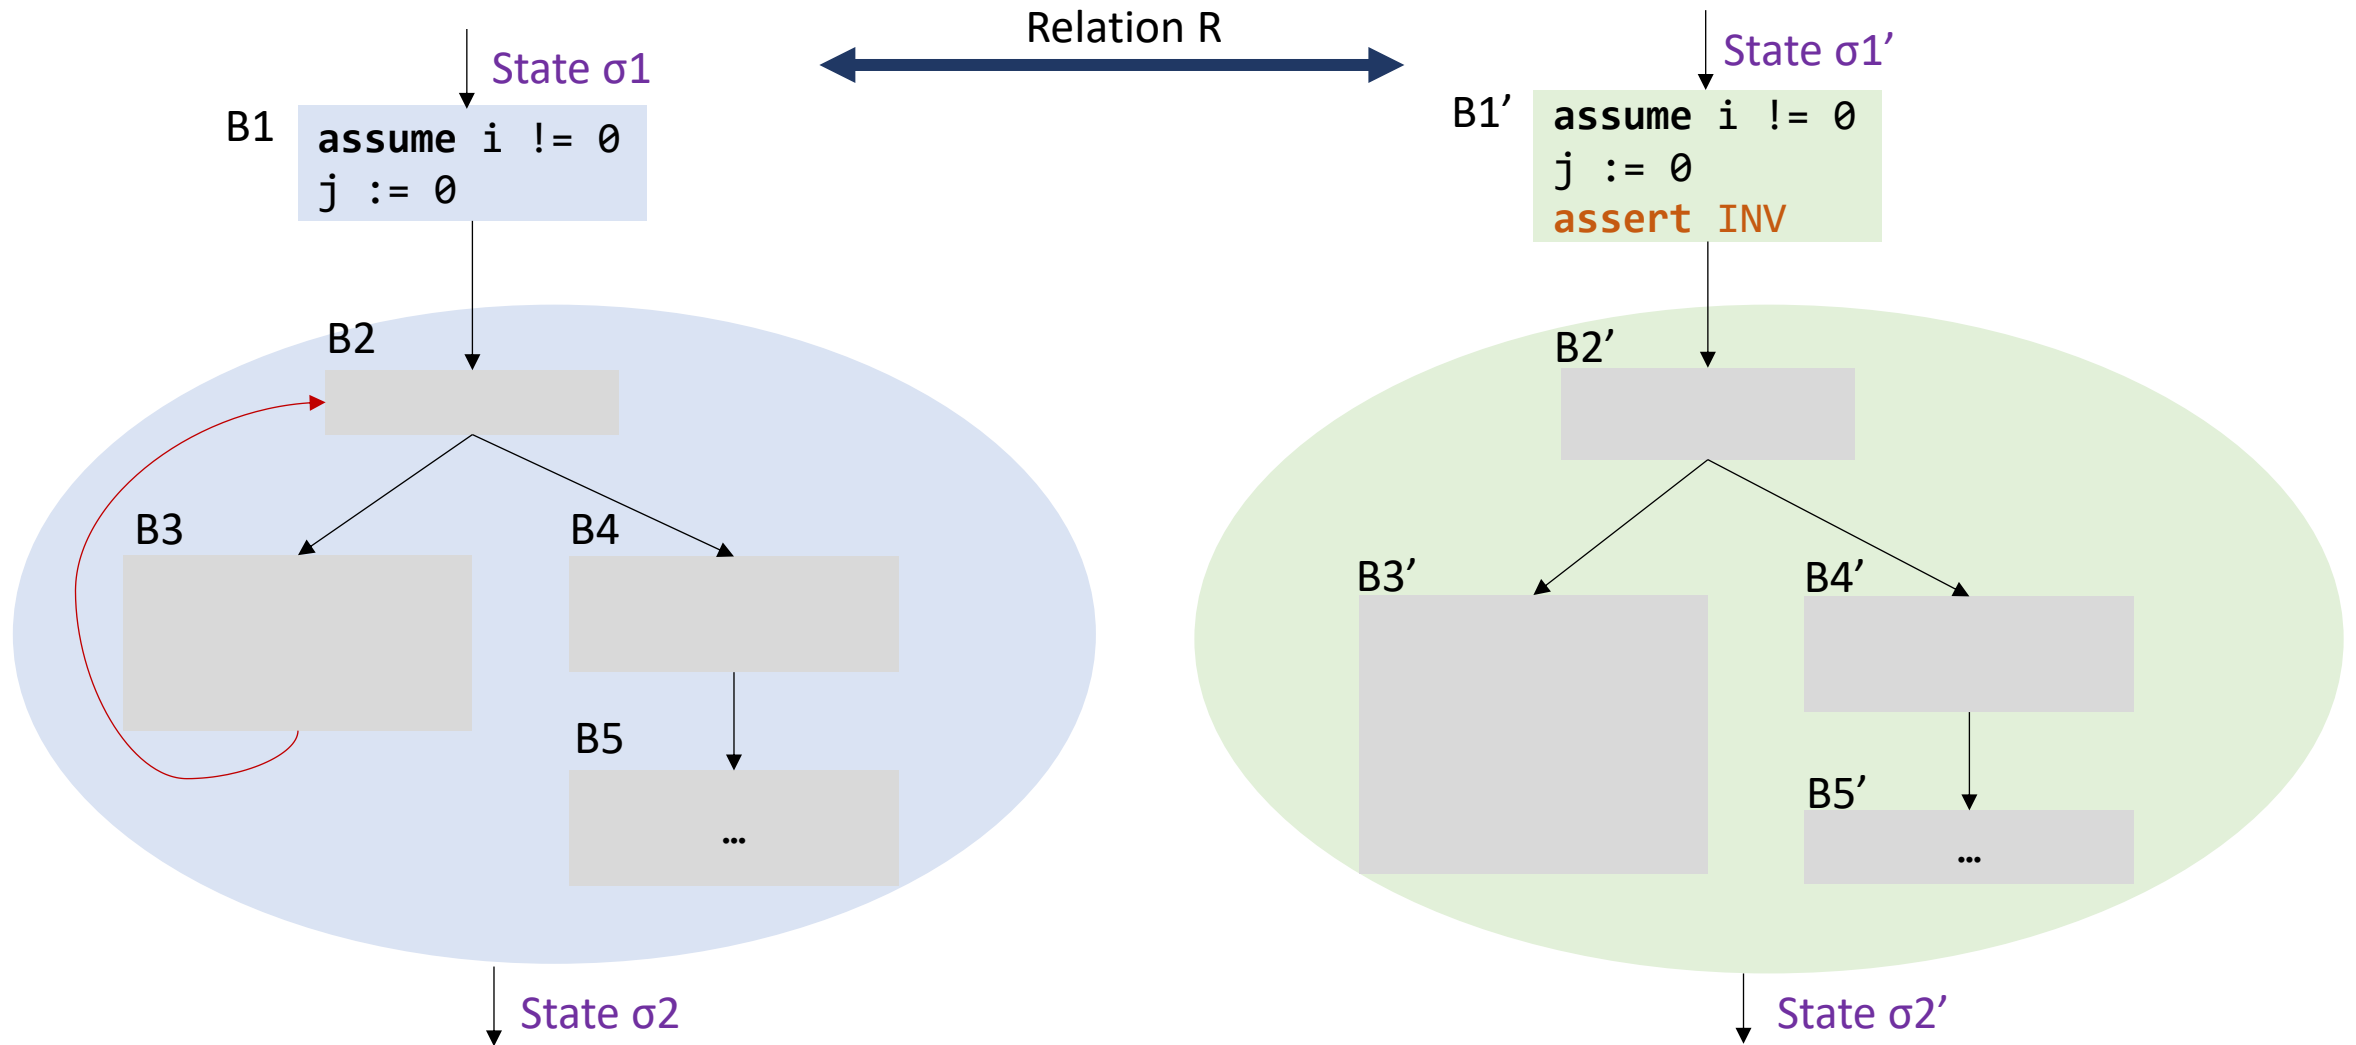 Relation R
State σ1
State σ1’
B1
assume i != 0
j := 0
B1’
assume i != 0
j := 0
assert INV
B2
B2’
B3
B4
B3’
B4’
B5
…
B5’
…
State σ2
State σ2’